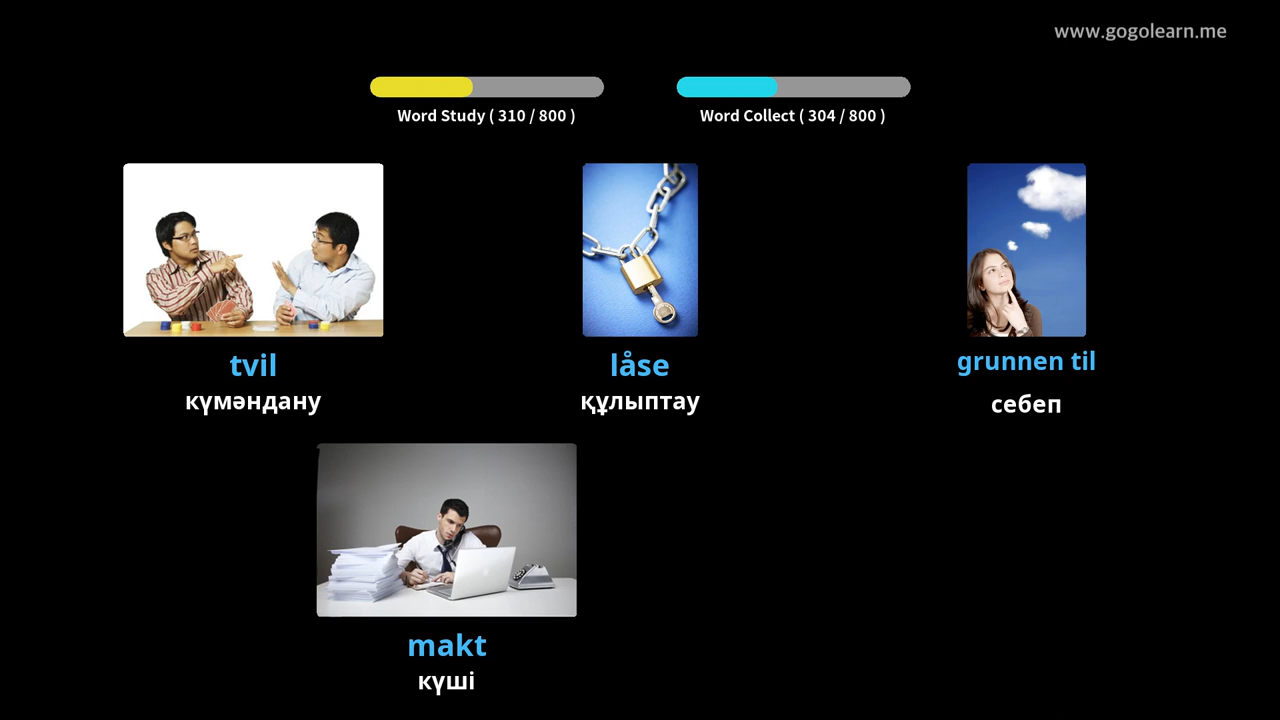 www.gogolearn.me
Word Study ( 310 / 800 )
Word Collect ( 304 / 800 )
tvil
күмәндану
låse
құлыптау
grunnen til
себеп
makt
күші